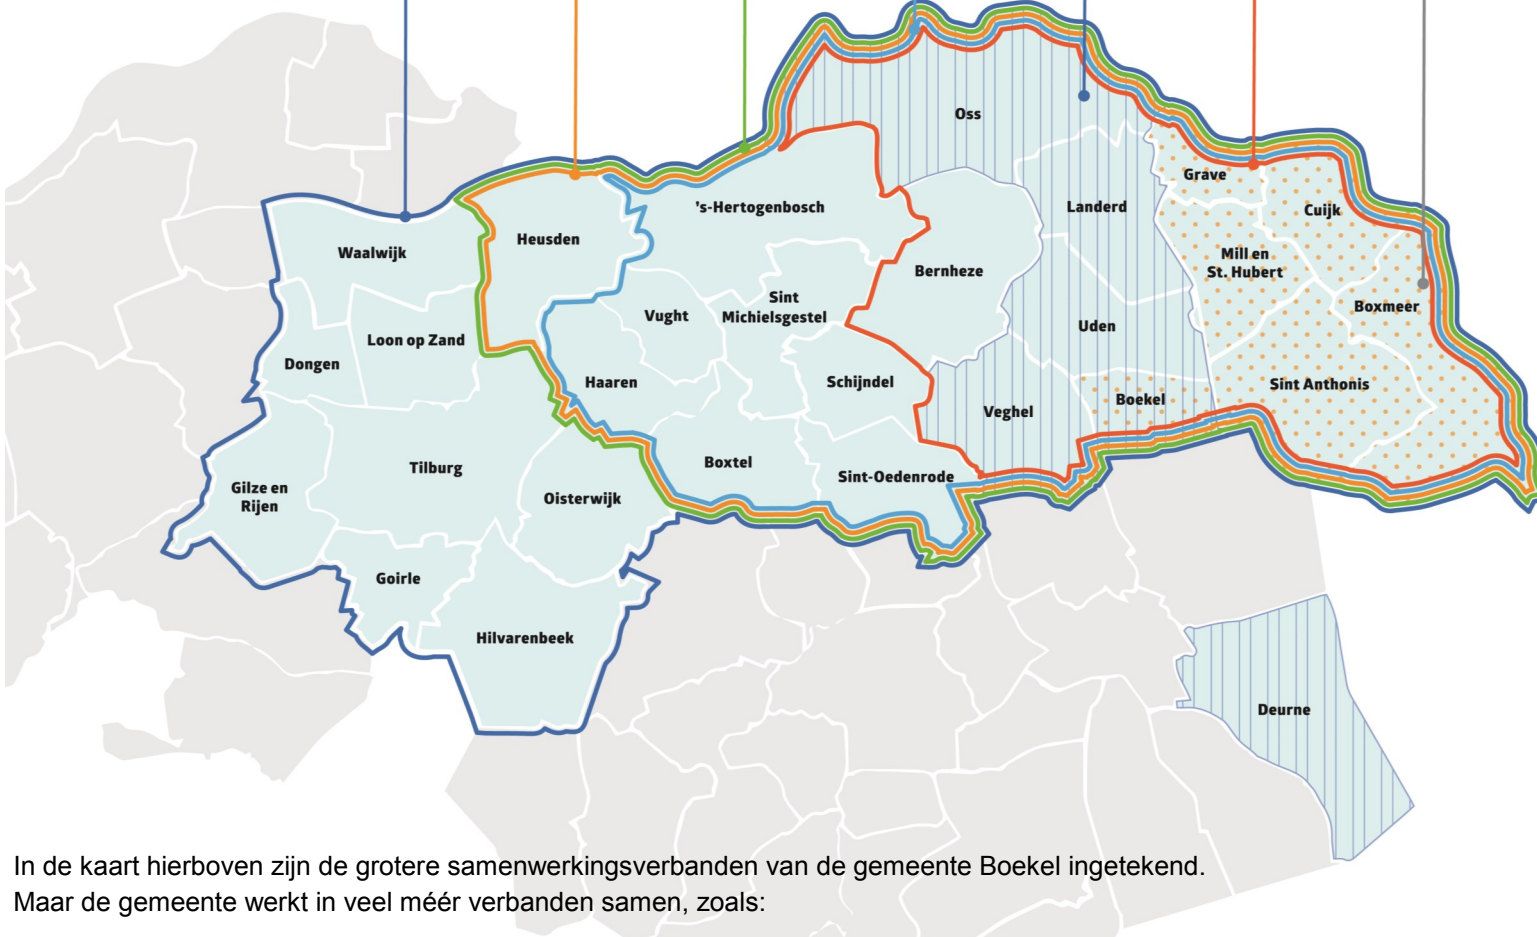 Oss
Grave
Landerd
's-Hertogenbosch
Cuijk
Heusden
Waalwijk
Mill en
St. Hubert
Bernheze
Sint
Michielsgestel
Boxmeer
Vught
Uden
Loon op Zand
Dongen
Haaren
Schijndel
Sint Anthonis
Boekel
Veghel
Boxtel
Tilburg
Sint-Oedenrode
Gilze en
Rijen
Oisterwijk
Goirle
Hilvarenbeek
Deurne
In de kaart hierboven zijn de grotere samenwerkingsverbanden van de gemeente Boekel ingetekend.
Maar de gemeente werkt in veel méér verbanden samen, zoals: